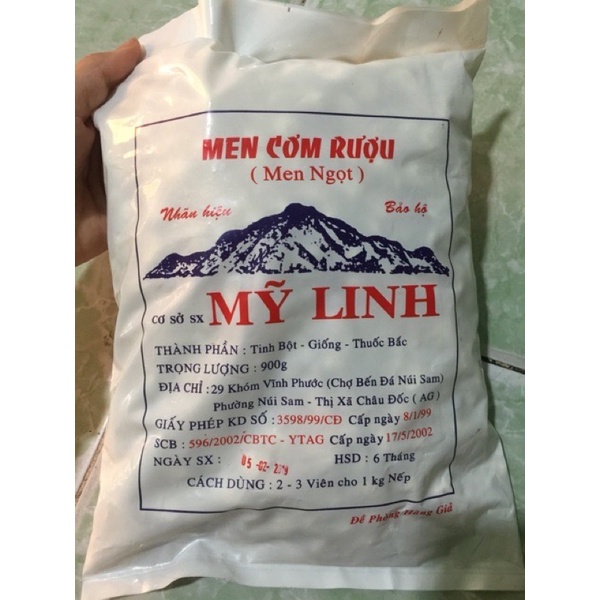 MEN CƠM RƯỢU
( Men Ngọt )
Nhãn hiệu Bảo hộ
CƠ SỞ SX MỸ LINH
THÀNH PHẦN : Tinh Bột - Giống - Thuốc Bắc
TRỌNG LƯỢNG : 900g
ĐỊA CHỈ : 29 Khóm Vĩnh Phước (Chợ Bến Đá Núi Sam)
Phường Núi Sam - Thị Xã Châu Đốc ( AG )
GIẤY PHÉP KD SỐ : 3598/99/CĐ Cấp ngày 8/1/99
SCB : 596/2002/CBTC - YTAG Cấp ngày 17/5/2002
NGÀY SX : HSD : 6 Tháng
CÁCH DÙNG : 2 - 3 Viên cho 1 kg Nếp
Đề Phòng Hàng Giả